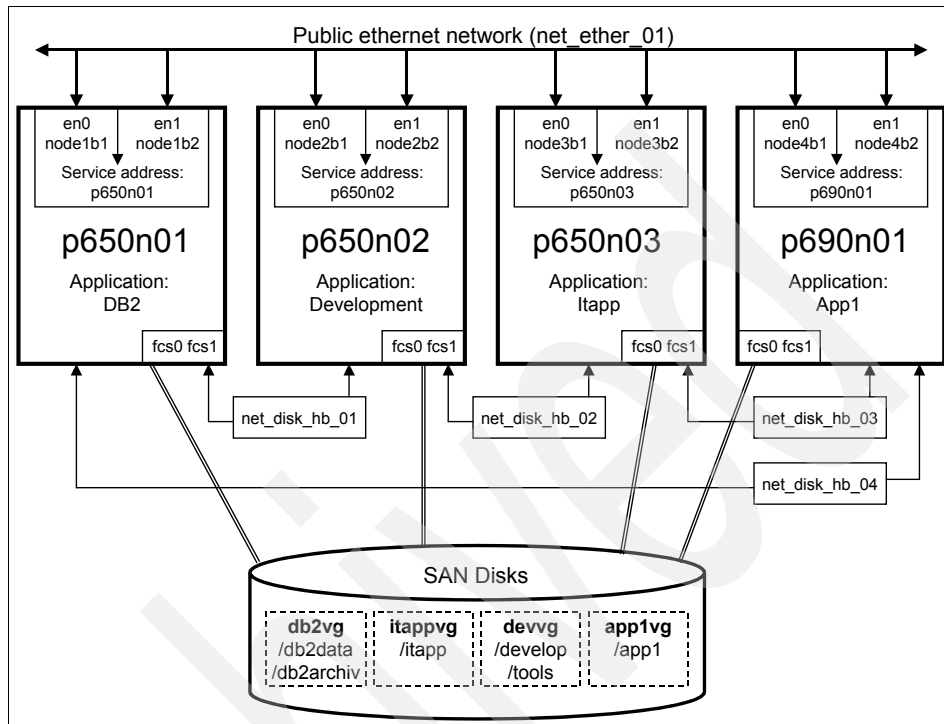 Public ethernet network (net_ether_01)
en0
node1b1
en1
node1b2
Service address:
p650n01
p650n01
Application:
DB2
fcs0 fcs1
en0
node2b1
en1
node2b2
Service address:
p650n02
p650n02
Application:
Development
fcs0 fcs1
en0
node3b1
en1
node3b2
Service address:
p650n03
p650n03
Application:
Itapp
fcs0 fcs1
en0
node4b1
en1
node4b2
Service address:
p690n01
p690n01
Application:
App1
fcs0 fcs1
net_disk_hb_01
net_disk_hb_02
net_disk_hb_03
net_disk_hb_04
SAN Disks
db2vg
/db2data
/db2archiv
itappvg
/itapp
devvg
/develop
/tools
app1vg
/app1